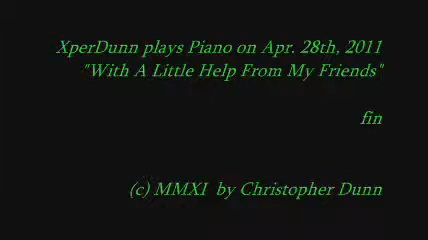 XperDunn plays Piano on Apr. 28th, 2011
"With A Little Help From My Friends"
fin
(c) MMXI by Christopher Dunn